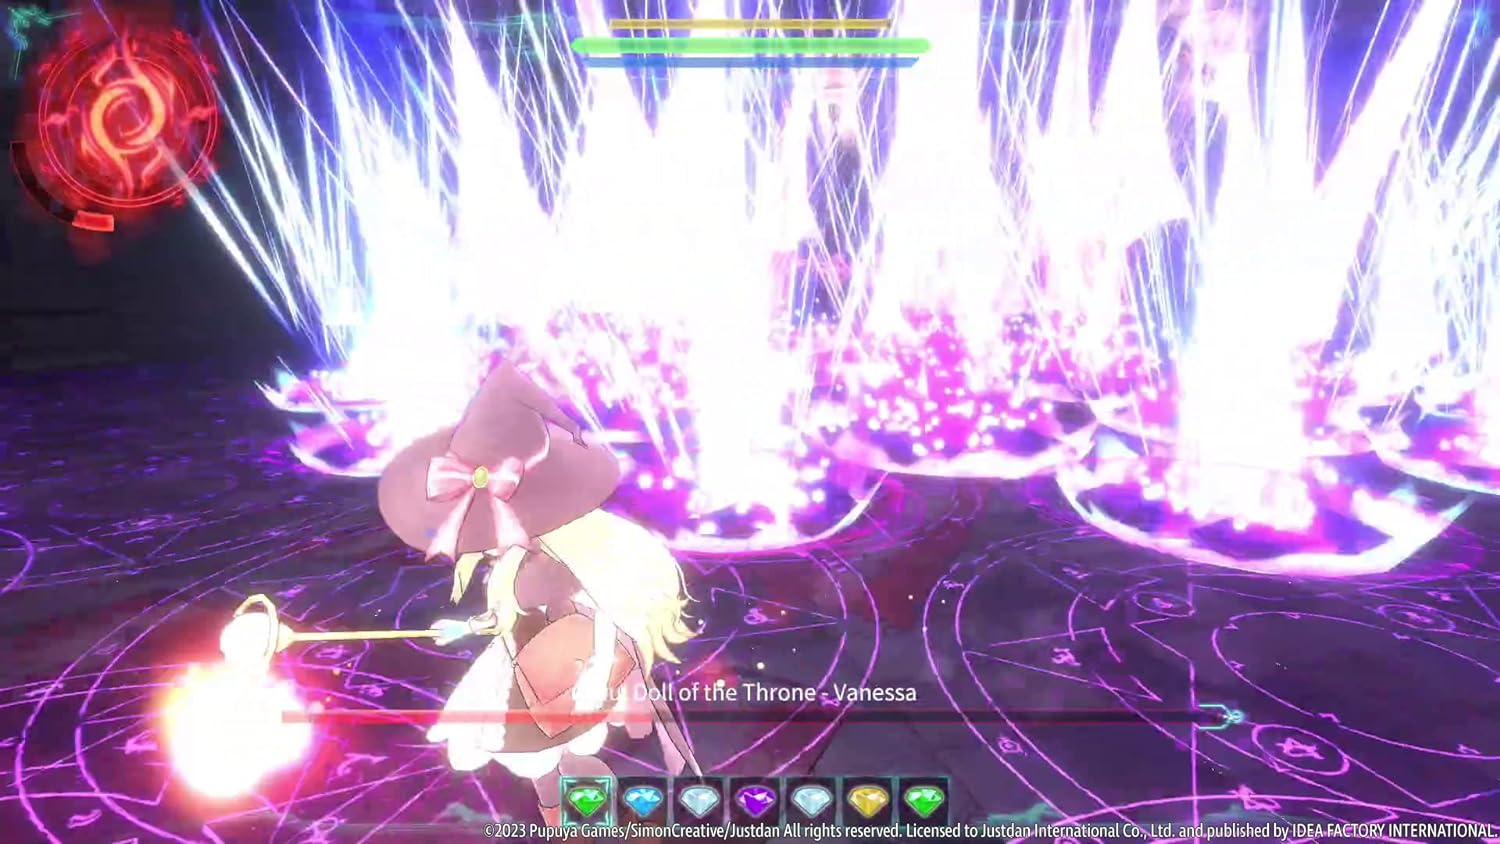 Doll of the Throne - Vanessa
©2023 Pupuya Games/SimonCreative/Justdan All rights reserved. Licensed to Justdan International Co., Ltd. and published by IDEA FACTORY INTERNATIONAL.